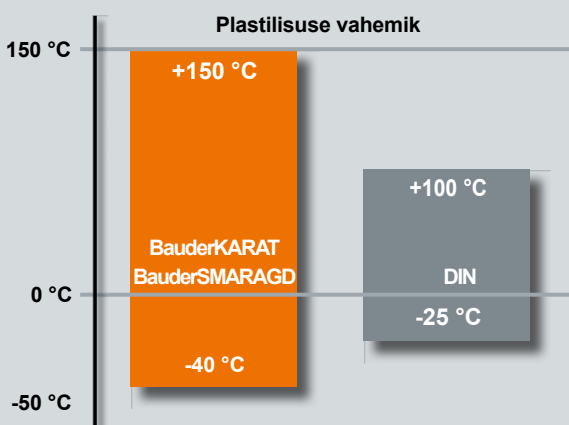 Plastilisuse vahemik
150 °C
+150 °C
+100 °C
BauderKARAT
BauderSMARAGD
DIN
0 °C
-25 °C
-40 °C
-50 °C